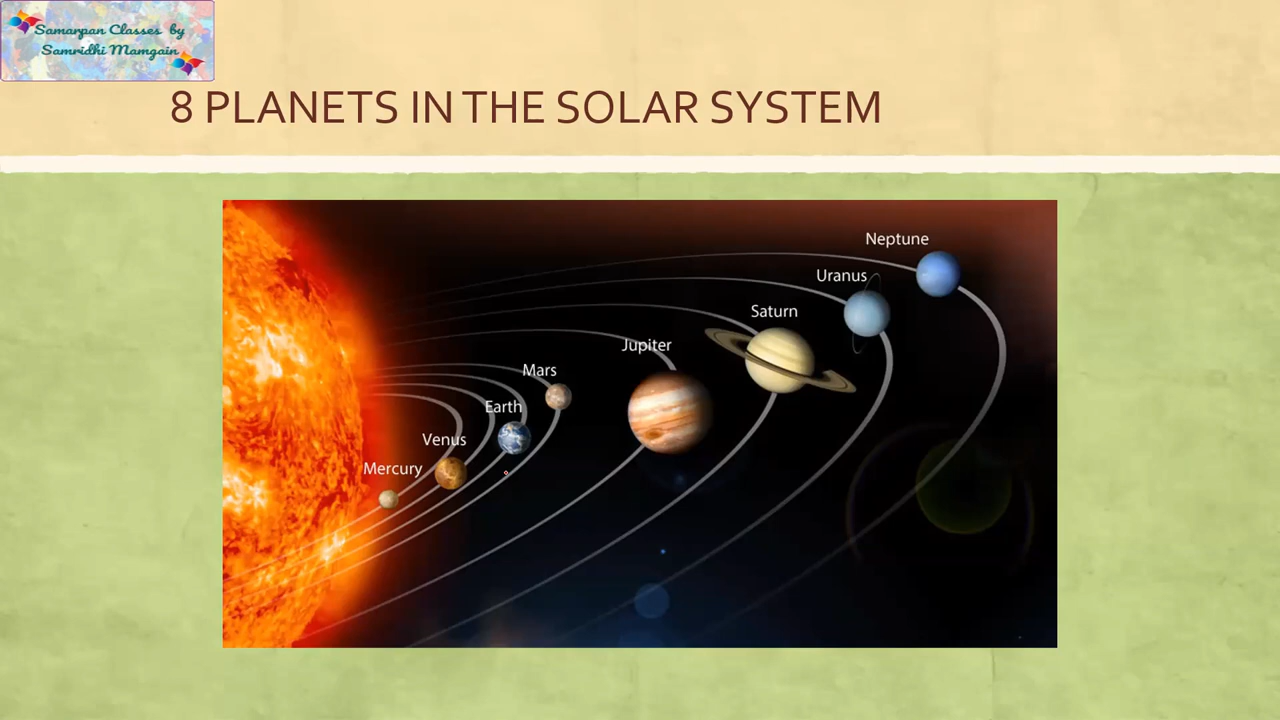 Samarpan Classes by
Samridhi Mamgain
8 PLANETS IN THE SOLAR SYSTEM
Neptune
Uranus
Saturn
Jupiter
Mars
Earth
Venus
Mercury